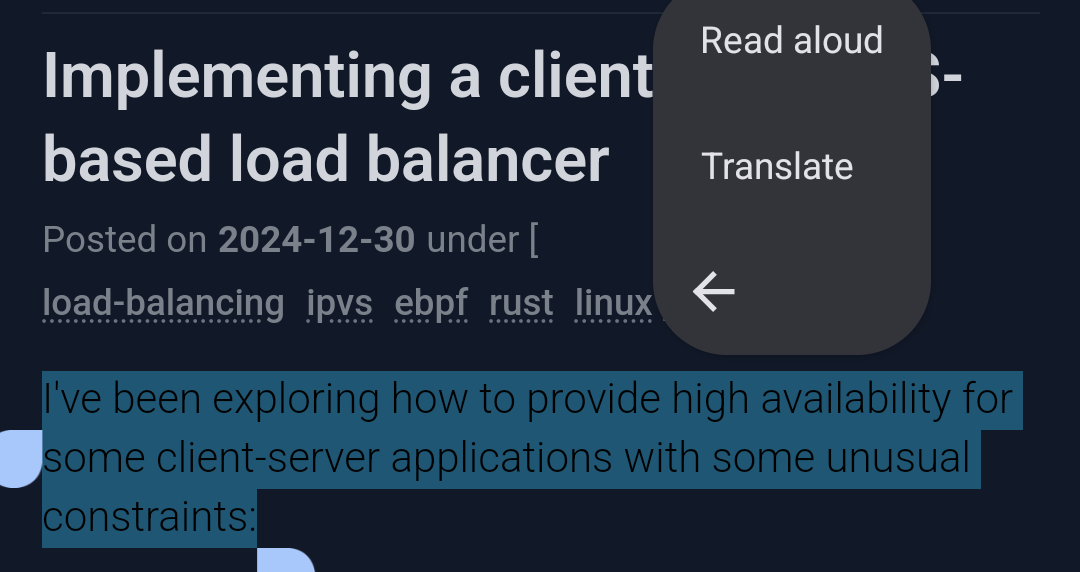 Read aloud
Implementing a client S-
based load balancer
Translate
Posted on 2024-12-30 under [
load-balancing ipvs ebpf rust linux
I've been exploring how to provide high availability for
some client-server applications with some unusual
constraints: